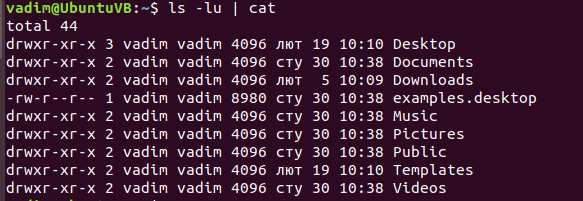 vadim@UbuntuVB:~$ ls -lu | cat
total 44
drwxr-xr-x 3 vadim vadim 4096 лют 19 10:10 Desktop
drwxr-xr-x 2 vadim vadim 4096 сту 30 10:38 Documents
drwxr-xr-x 2 vadim vadim 4096 лют  5 10:09 Downloads
-rw-r--r-- 1 vadim vadim 8980 сту 30 10:38 examples.desktop
drwxr-xr-x 2 vadim vadim 4096 сту 30 10:38 Music
drwxr-xr-x 2 vadim vadim 4096 сту 30 10:38 Pictures
drwxr-xr-x 2 vadim vadim 4096 сту 30 10:38 Public
drwxr-xr-x 2 vadim vadim 4096 лют 19 10:10 Templates
drwxr-xr-x 2 vadim vadim 4096 сту 30 10:38 Videos